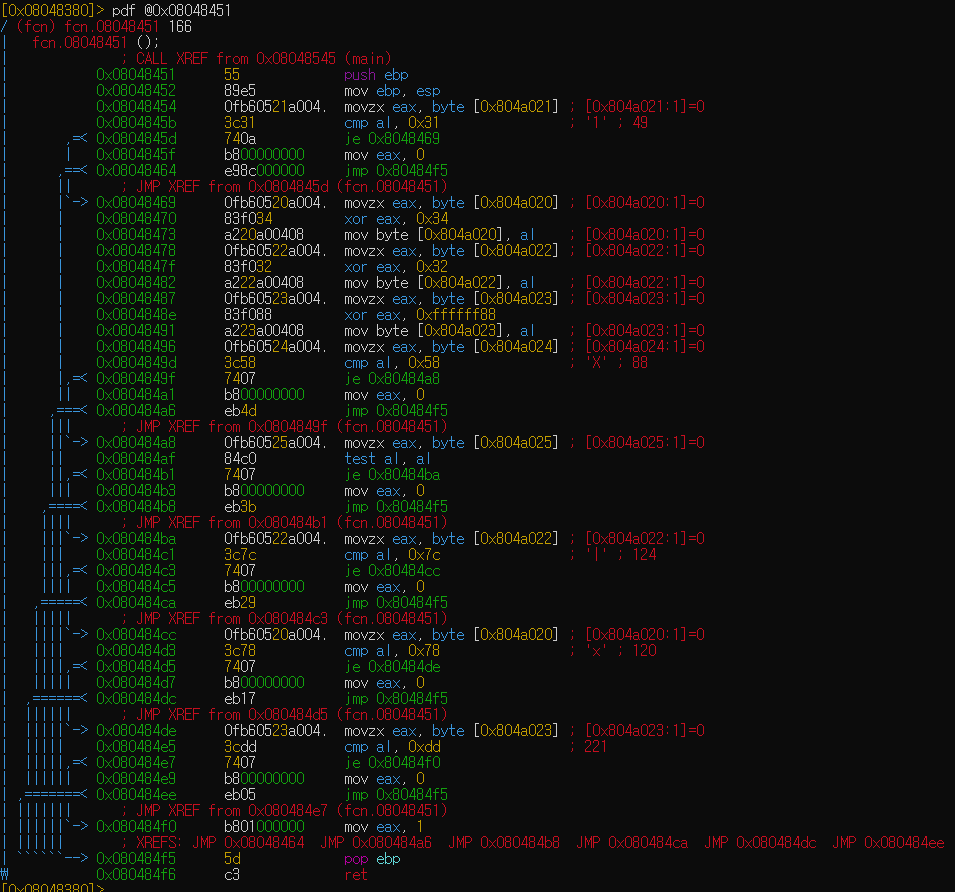 [0x08048380]> pdf @0x08048451
/ (fcn) fcn.08048451 166
|   fcn.08048451 ();
|              ; CALL XREF from 0x08048545 (main)
|           0x08048451      55             push ebp
|           0x08048452      89e5           mov ebp, esp
|           0x08048454      0fb60521a004.  movzx eax, byte [0x804a021] ; [0x804a021:1]=0
|           0x0804845b      3c31           cmp al, 0x31                ; '1' ; 49
|       ,=< 0x0804845d      740a           je 0x8048469
|       |   0x0804845f      b800000000     mov eax, 0
|      ,==< 0x08048464      e98c000000     jmp 0x80484f5
|      ||      ; JMP XREF from 0x0804845d (fcn.08048451)
|      |`-> 0x08048469      0fb60520a004.  movzx eax, byte [0x804a020] ; [0x804a020:1]=0
|      |    0x08048470      83f034         xor eax, 0x34
|      |    0x08048473      a220a00408     mov byte [0x804a020], al    ; [0x804a020:1]=0
|      |    0x08048478      0fb60522a004.  movzx eax, byte [0x804a022] ; [0x804a022:1]=0
|      |    0x0804847f      83f032         xor eax, 0x32
|      |    0x08048482      a222a00408     mov byte [0x804a022], al    ; [0x804a022:1]=0
|      |    0x08048487      0fb60523a004.  movzx eax, byte [0x804a023] ; [0x804a023:1]=0
|      |    0x0804848e      83f088         xor eax, 0xffffff88
|      |    0x08048491      a223a00408     mov byte [0x804a023], al    ; [0x804a023:1]=0
|      |    0x08048496      0fb60524a004.  movzx eax, byte [0x804a024] ; [0x804a024:1]=0
|      |    0x0804849d      3c58           cmp al, 0x58                ; 'X' ; 88
|      |,=< 0x0804849f      7407           je 0x80484a8
|      ||   0x080484a1      b800000000     mov eax, 0
|     ,===< 0x080484a6      eb4d           jmp 0x80484f5
|     |||      ; JMP XREF from 0x0804849f (fcn.08048451)
|     ||`-> 0x080484a8      0fb60525a004.  movzx eax, byte [0x804a025] ; [0x804a025:1]=0
|     ||    0x080484af      84c0           test al, al
|     ||,=< 0x080484b1      7407           je 0x80484ba
|     |||   0x080484b3      b800000000     mov eax, 0
|    ,====< 0x080484b8      eb3b           jmp 0x80484f5
|    ||||      ; JMP XREF from 0x080484b1 (fcn.08048451)
|    |||`-> 0x080484ba      0fb60522a004.  movzx eax, byte [0x804a022] ; [0x804a022:1]=0
|    |||    0x080484c1      3c7c           cmp al, 0x7c                ; '|' ; 124
|    |||,=< 0x080484c3      7407           je 0x80484cc
|    ||||   0x080484c5      b800000000     mov eax, 0
|   ,=====< 0x080484ca      eb29           jmp 0x80484f5
|   |||||      ; JMP XREF from 0x080484c3 (fcn.08048451)
|   ||||`-> 0x080484cc      0fb60520a004.  movzx eax, byte [0x804a020] ; [0x804a020:1]=0
|   ||||    0x080484d3      3c78           cmp al, 0x78                ; 'x' ; 120
|   ||||,=< 0x080484d5      7407           je 0x80484de
|   |||||   0x080484d7      b800000000     mov eax, 0
|  ,======< 0x080484dc      eb17           jmp 0x80484f5
|  ||||||      ; JMP XREF from 0x080484d5 (fcn.08048451)
|  |||||`-> 0x080484de      0fb60523a004.  movzx eax, byte [0x804a023] ; [0x804a023:1]=0
|  |||||    0x080484e5      3cdd           cmp al, 0xdd                ; 221
|  |||||,=< 0x080484e7      7407           je 0x80484f0
|  ||||||   0x080484e9      b800000000     mov eax, 0
| ,=======< 0x080484ee      eb05           jmp 0x80484f5
| |||||||      ; JMP XREF from 0x080484e7 (fcn.08048451)
| ||||||`-> 0x080484f0      b801000000     mov eax, 1
| ||||||       ; XREFS: JMP 0x08048464  JMP 0x080484a6  JMP 0x080484b8  JMP 0x080484ca  JMP 0x080484dc  JMP 0x080484ee
| ``````--> 0x080484f5      5d             pop ebp
₩           0x080484f6      c3             ret
[0x08048380]>